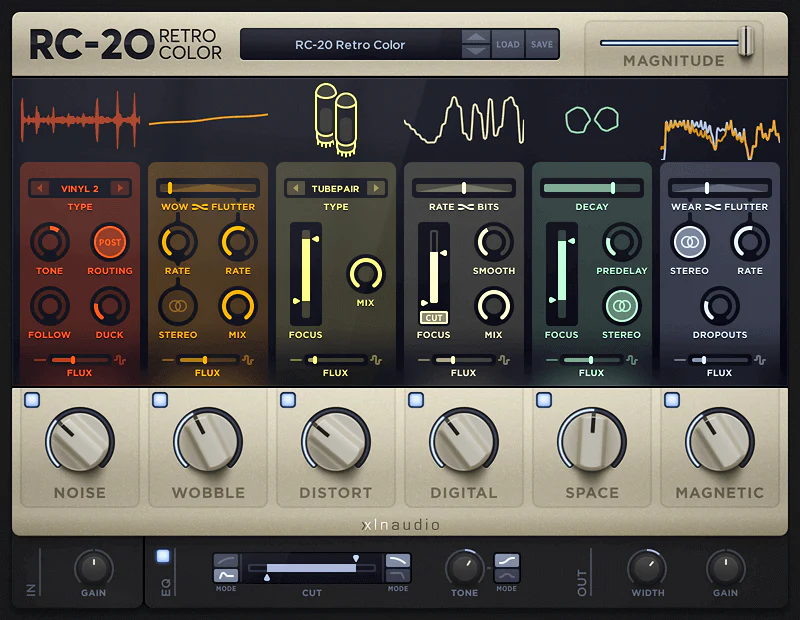 RC-20 RETRO COLOR
RC-20 Retro Color
LOAD SAVE
MAGNITUDE
VINYL 2
TYPE
TONE
POST
ROUTING
FOLLOW DUCK
FLUX
WOW FLUTTER
RATE RATE
STEREO MIX
FLUX
TUBEPAIR
TYPE
MIX
FOCUS
FLUX
RATE BITS
SMOOTH
CUT
FOCUS MIX
FLUX
DECAY
PREDELAY
FOCUS STEREO
FLUX
WEAR FLUTTER
STEREO RATE
DROPOUTS
FLUX
NOISE WOBBLE DISTORT DIGITAL SPACE MAGNETIC
xlnaudio
IN GAIN
EQ MODE CUT MODE TONE MODE
OUT WIDTH GAIN